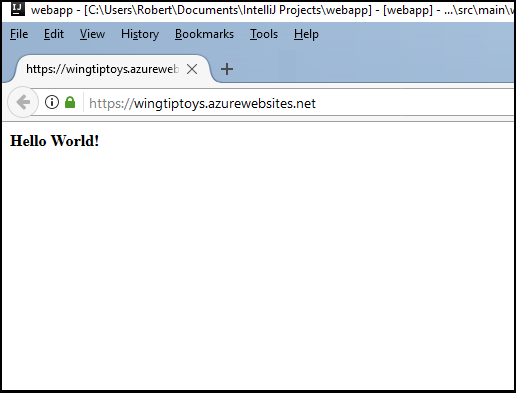 IJ webapp - [C:\Users\Robert\Documents\IntelliJ Projects\webapp] - [webapp] - ...\src\main\w
File Edit View History Bookmarks Tools Help
https://wingtiptoys.azureweb
https://wingtiptoys.azurewebsites.net
Hello World!